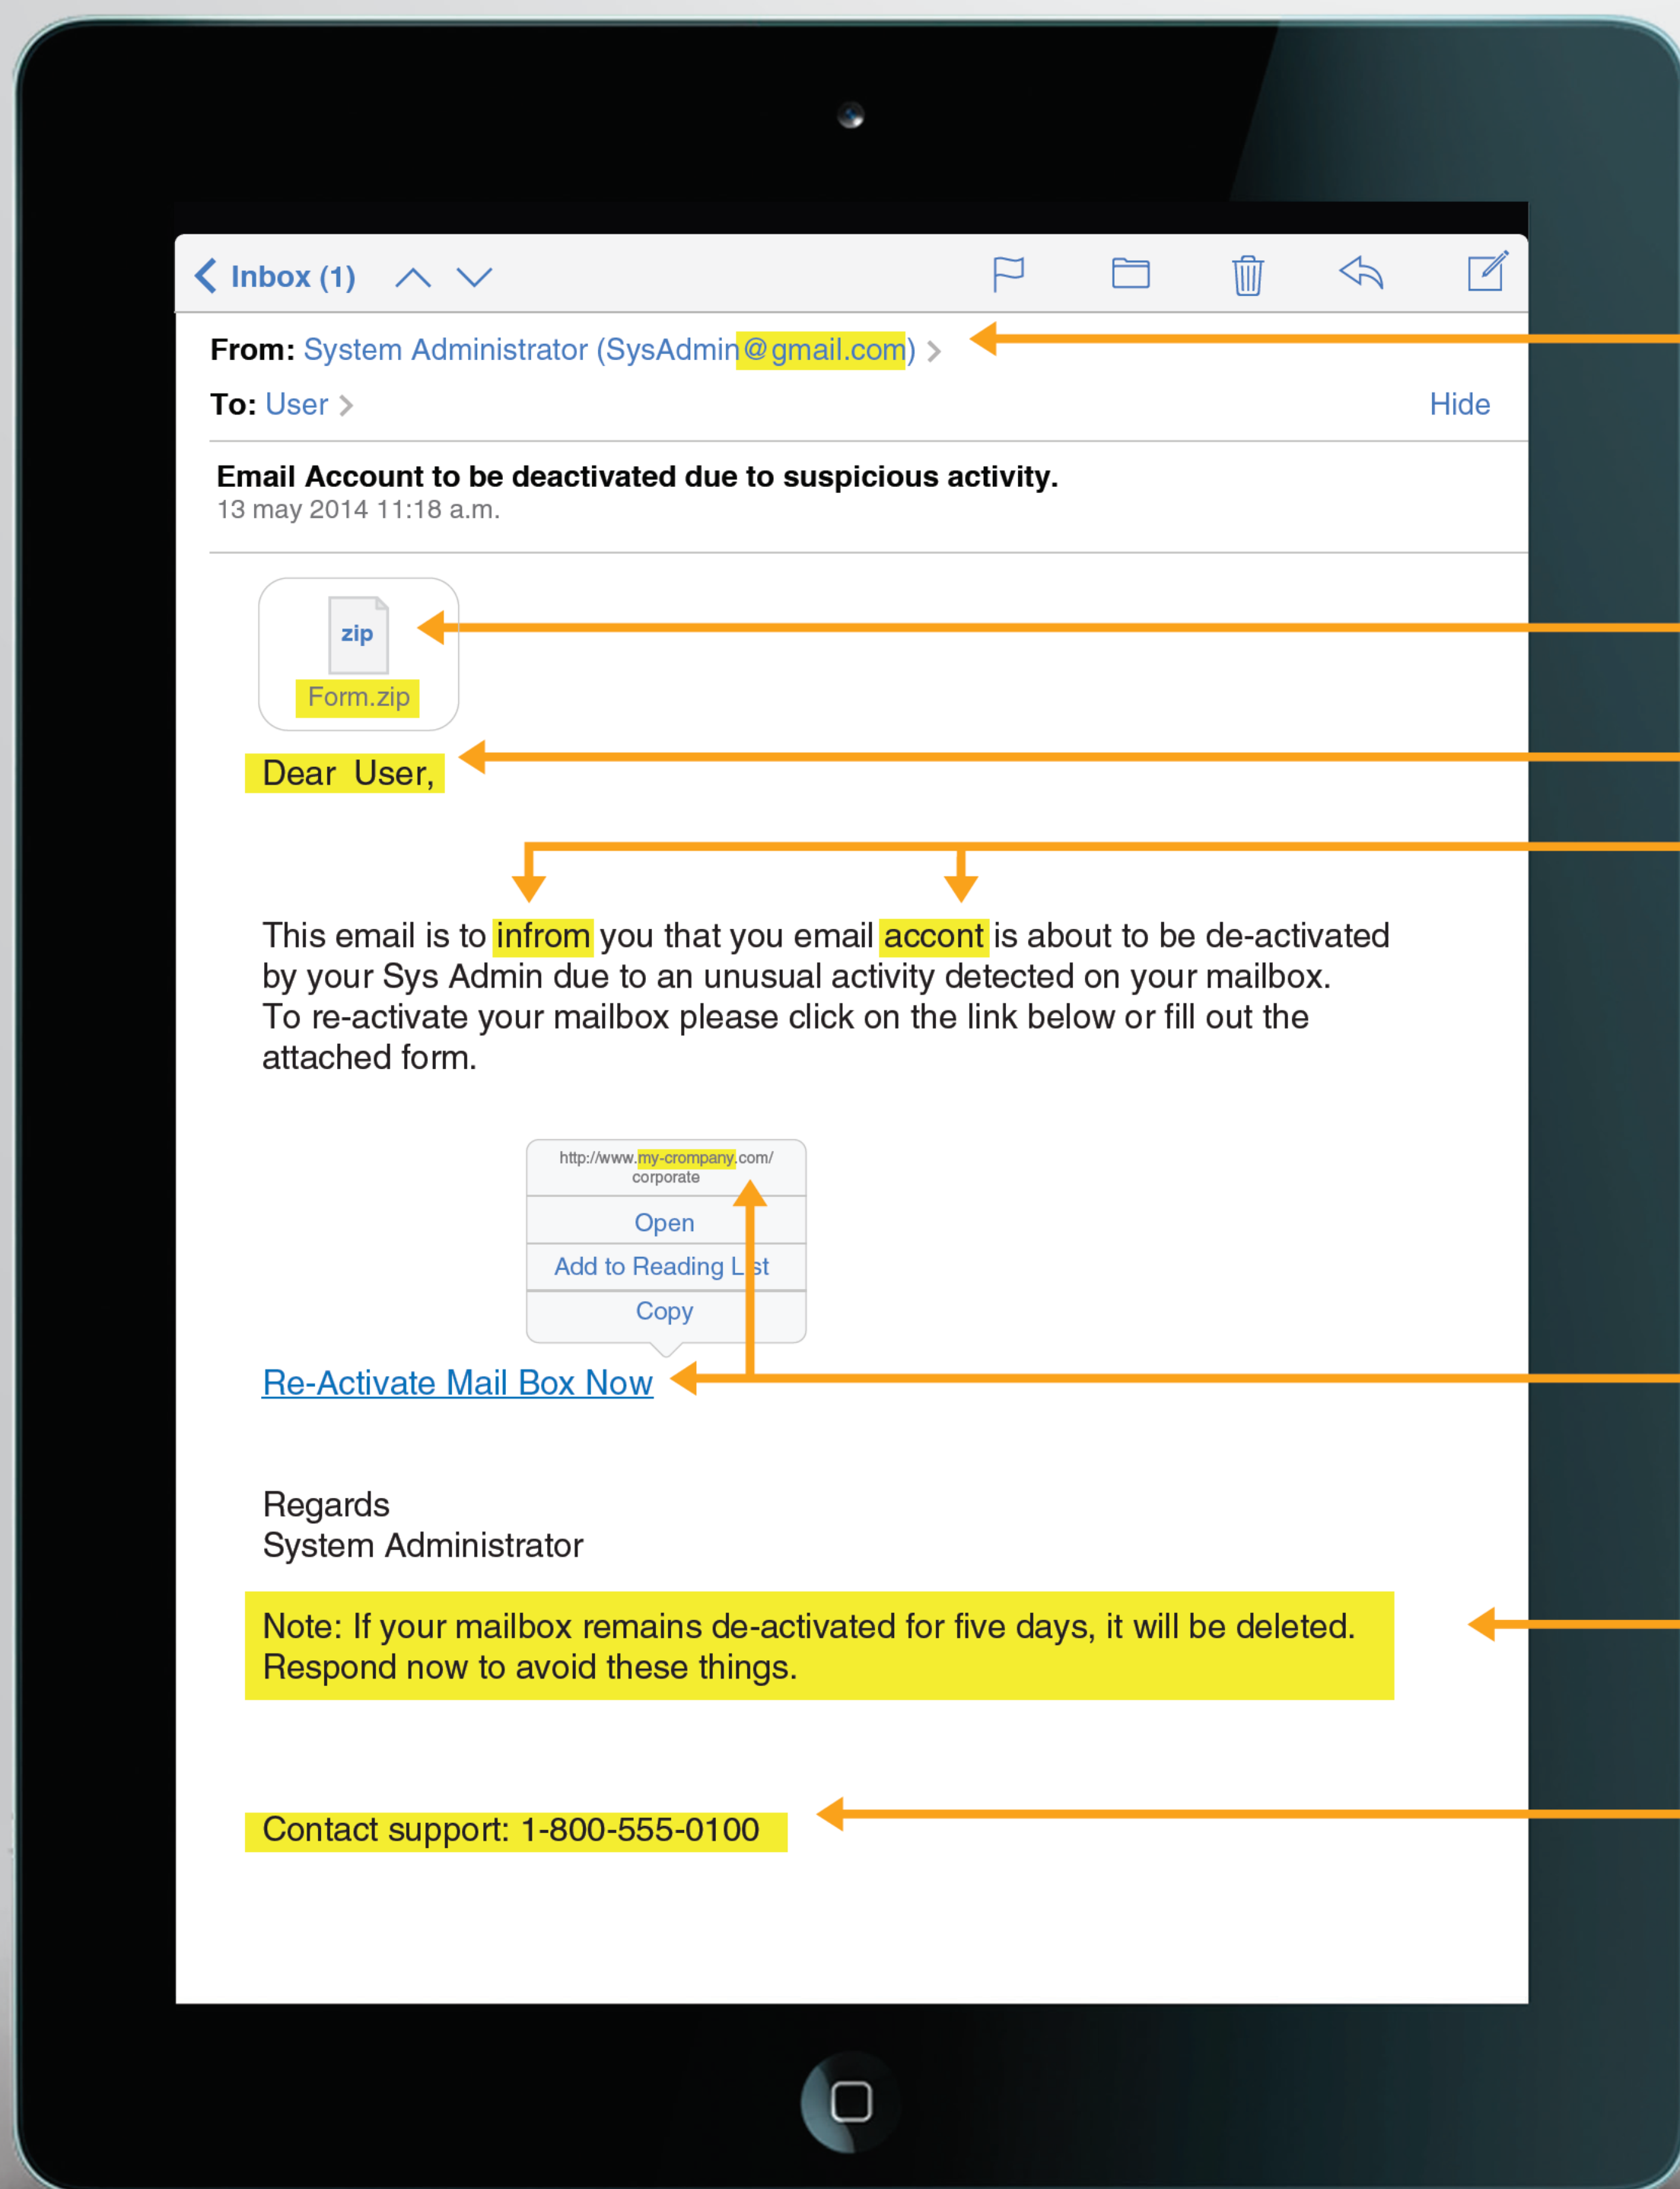 Inbox (1)
From: System Administrator (SysAdmin@gmail.com)
To: User
Hide
Email Account to be deactivated due to suspicious activity.
13 may 2014 11:18 a.m.
zip
Form.zip
Dear User,
This email is to infrom you that you email accont is about to be de-activated
by your Sys Admin due to an unusual activity detected on your mailbox.
To re-activate your mailbox please click on the link below or fill out the
attached form.
http://www.my-crompany.com/
corporate
Open
Add to Reading List
Copy
Re-Activate Mail Box Now
Regards
System Administrator
Note: If your mailbox remains de-activated for five days, it will be deleted.
Respond now to avoid these things.
Contact support: 1-800-555-0100